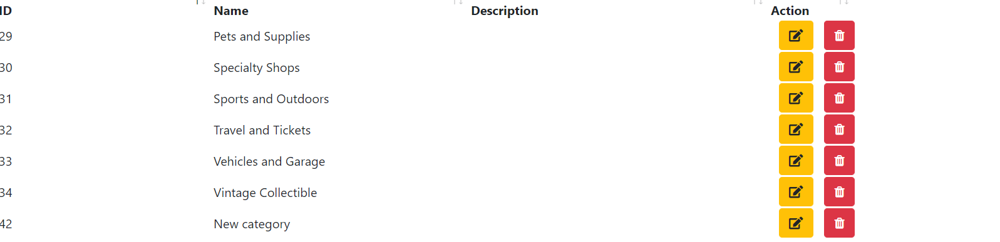 ID Name Description Action
29 Pets and Supplies
30 Specialty Shops
31 Sports and Outdoors
32 Travel and Tickets
33 Vehicles and Garage
34 Vintage Collectible
42 New category